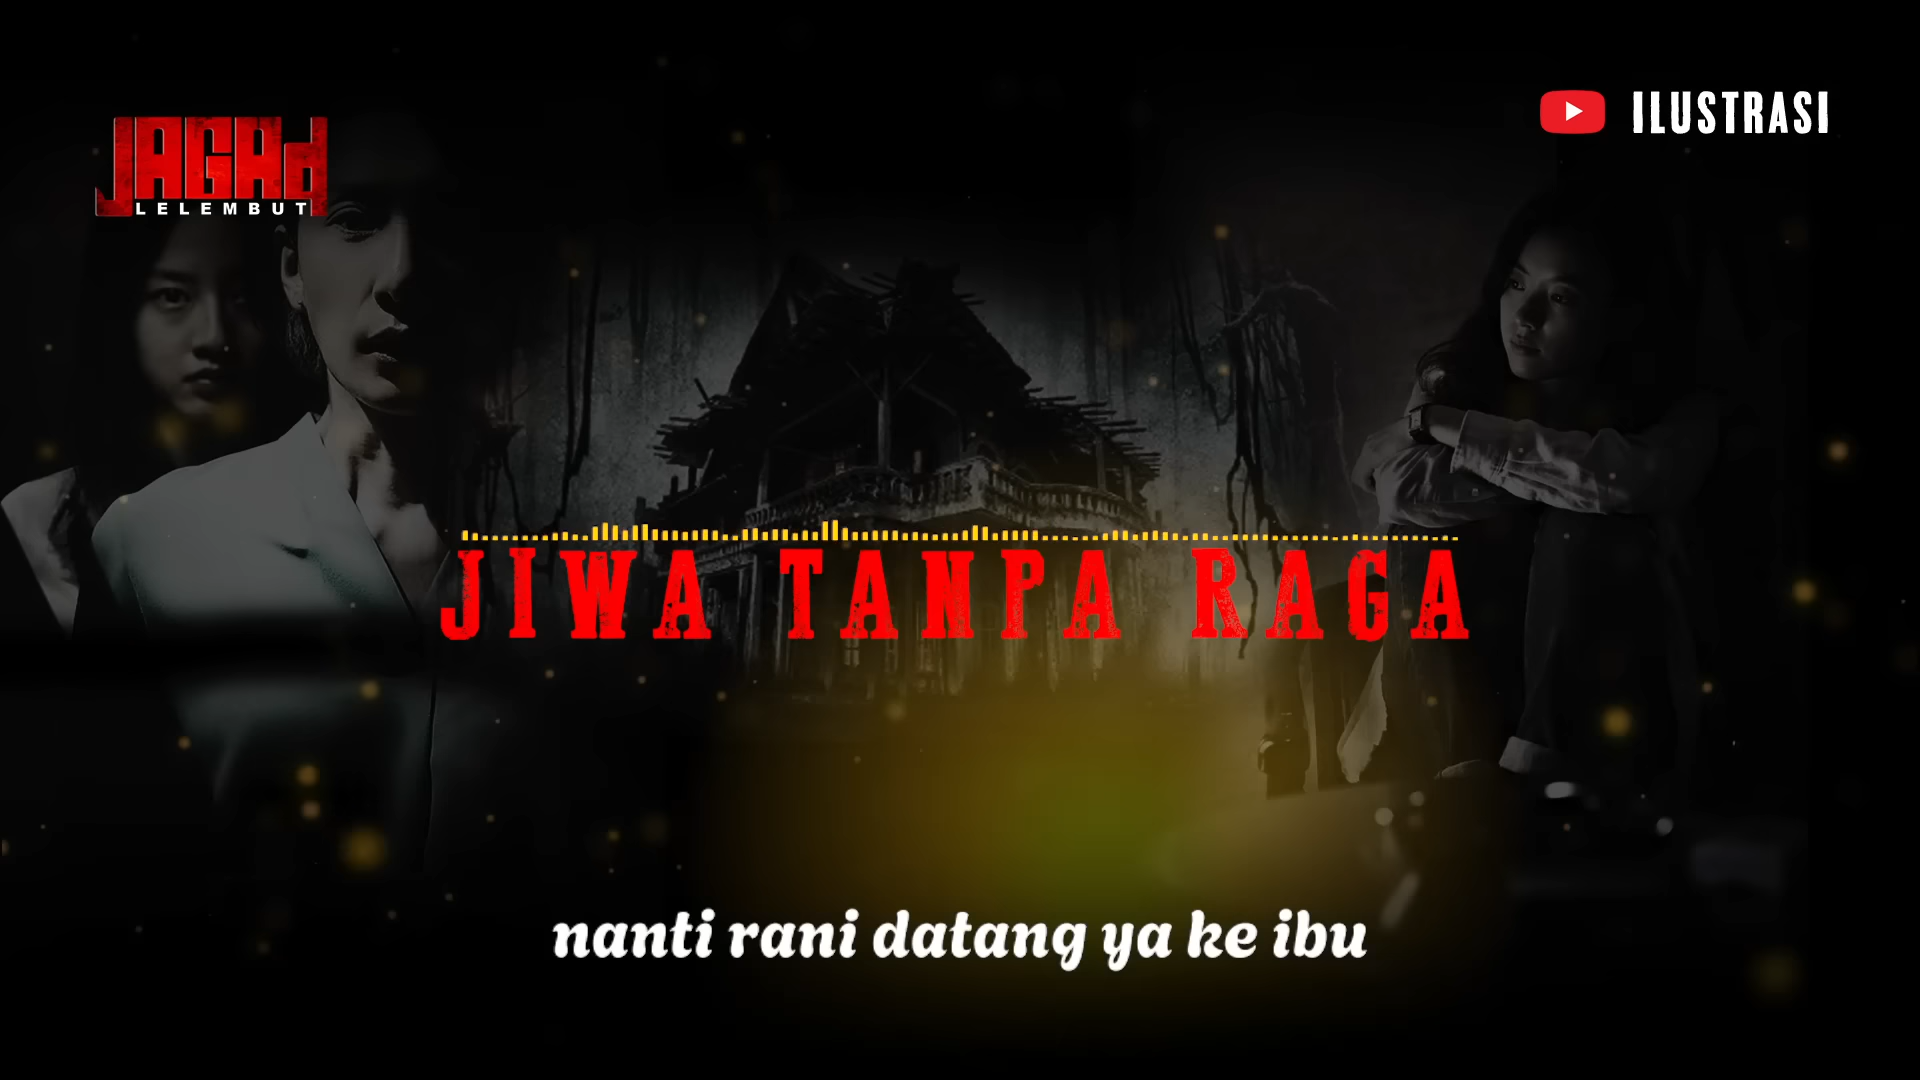 JAGAd
LELEMBUT
ILUSTRASI
JIWA TANPA RAGA
nanti rani datang ya ke ibu